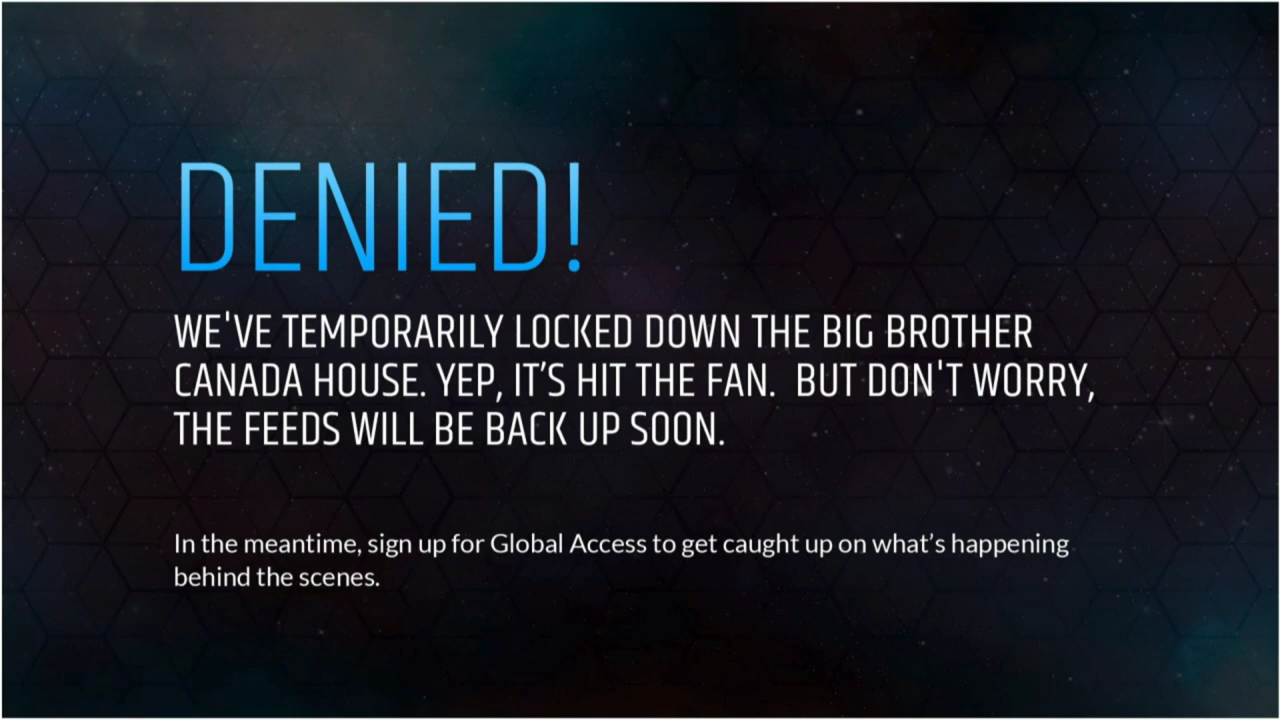 DENIED!
WE'VE TEMPORARILY LOCKED DOWN THE BIG BROTHER
CANADA HOUSE. YEP, IT’S HIT THE FAN.  BUT DON'T WORRY,
THE FEEDS WILL BE BACK UP SOON.
In the meantime, sign up for Global Access to get caught up on what’s happening
behind the scenes.